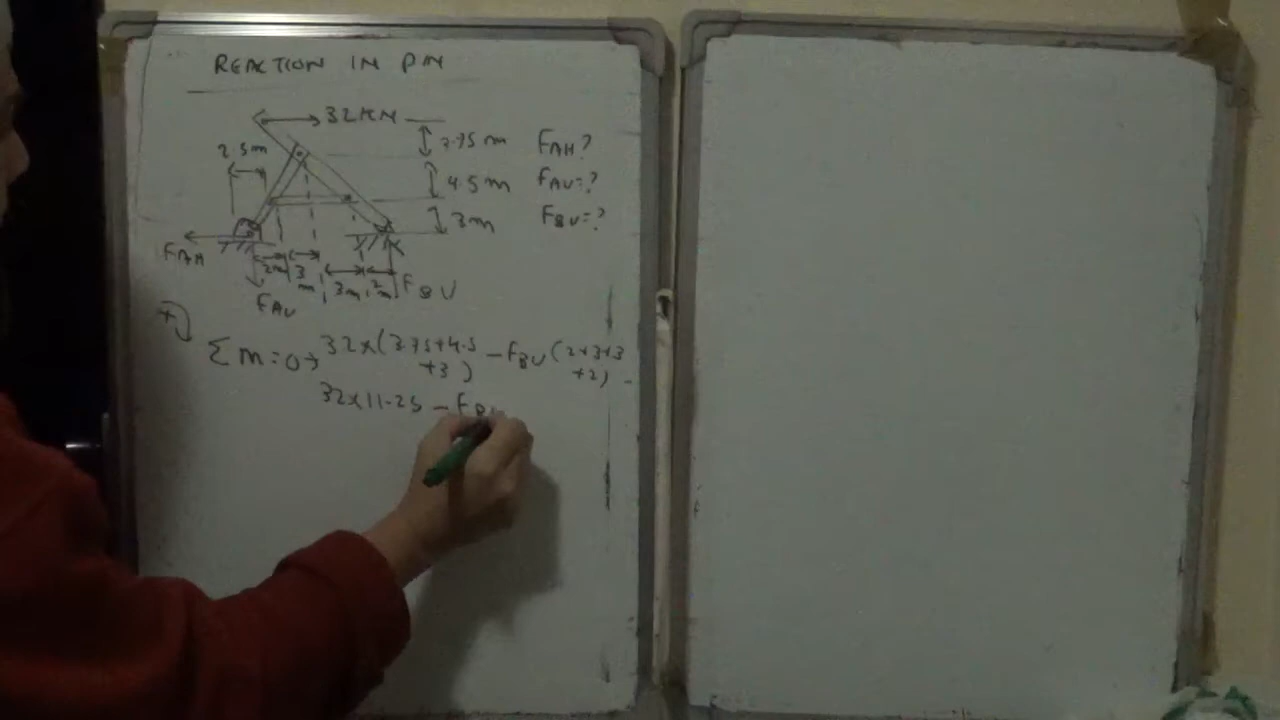 REACTION IN PIN
32KN
2.5m
3.75 m
FAH?
4.5 m
FAV=?
3m
FBV=?
FAH
2m
3m
3m
2m
FBV
FAV
+
Σm=0→ 32×(3.75+4.5+3) - FBV(2+3+3+2)
32×11.25 - FBV